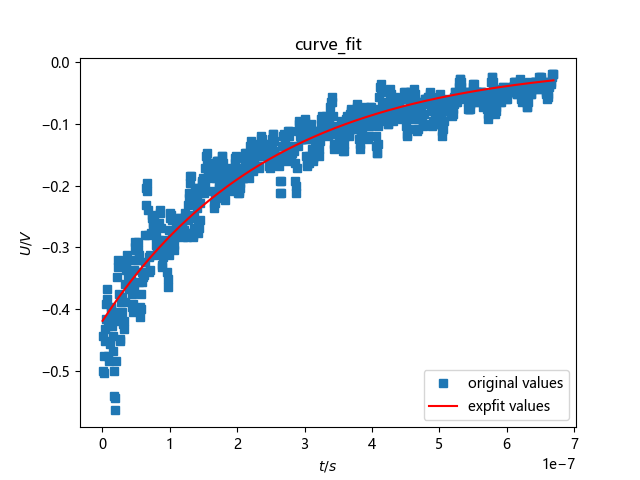 curve_fit
0.0
−0.1
−0.2
−0.3
−0.4
−0.5
U/V
0 1 2 3 4 5 6 7
1e−7
t/s
original values
expfit values